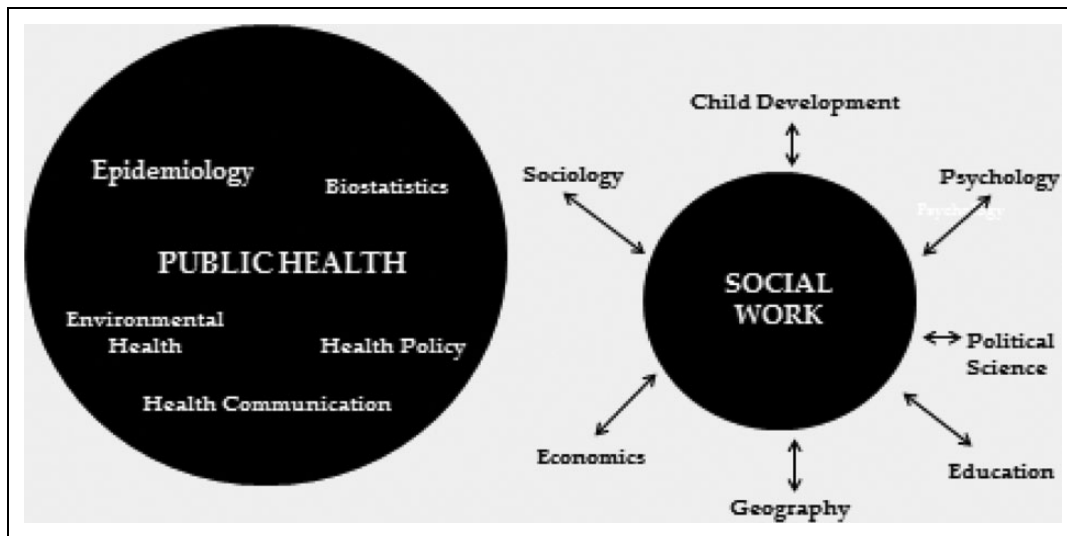 Epidemiology
Biostatistics
PUBLIC HEALTH
Environmental
Health
Health Policy
Health Communication
Child Development
Sociology
Psychology
Psychology
SOCIAL
WORK
Political
Science
Economics
Education
Geography